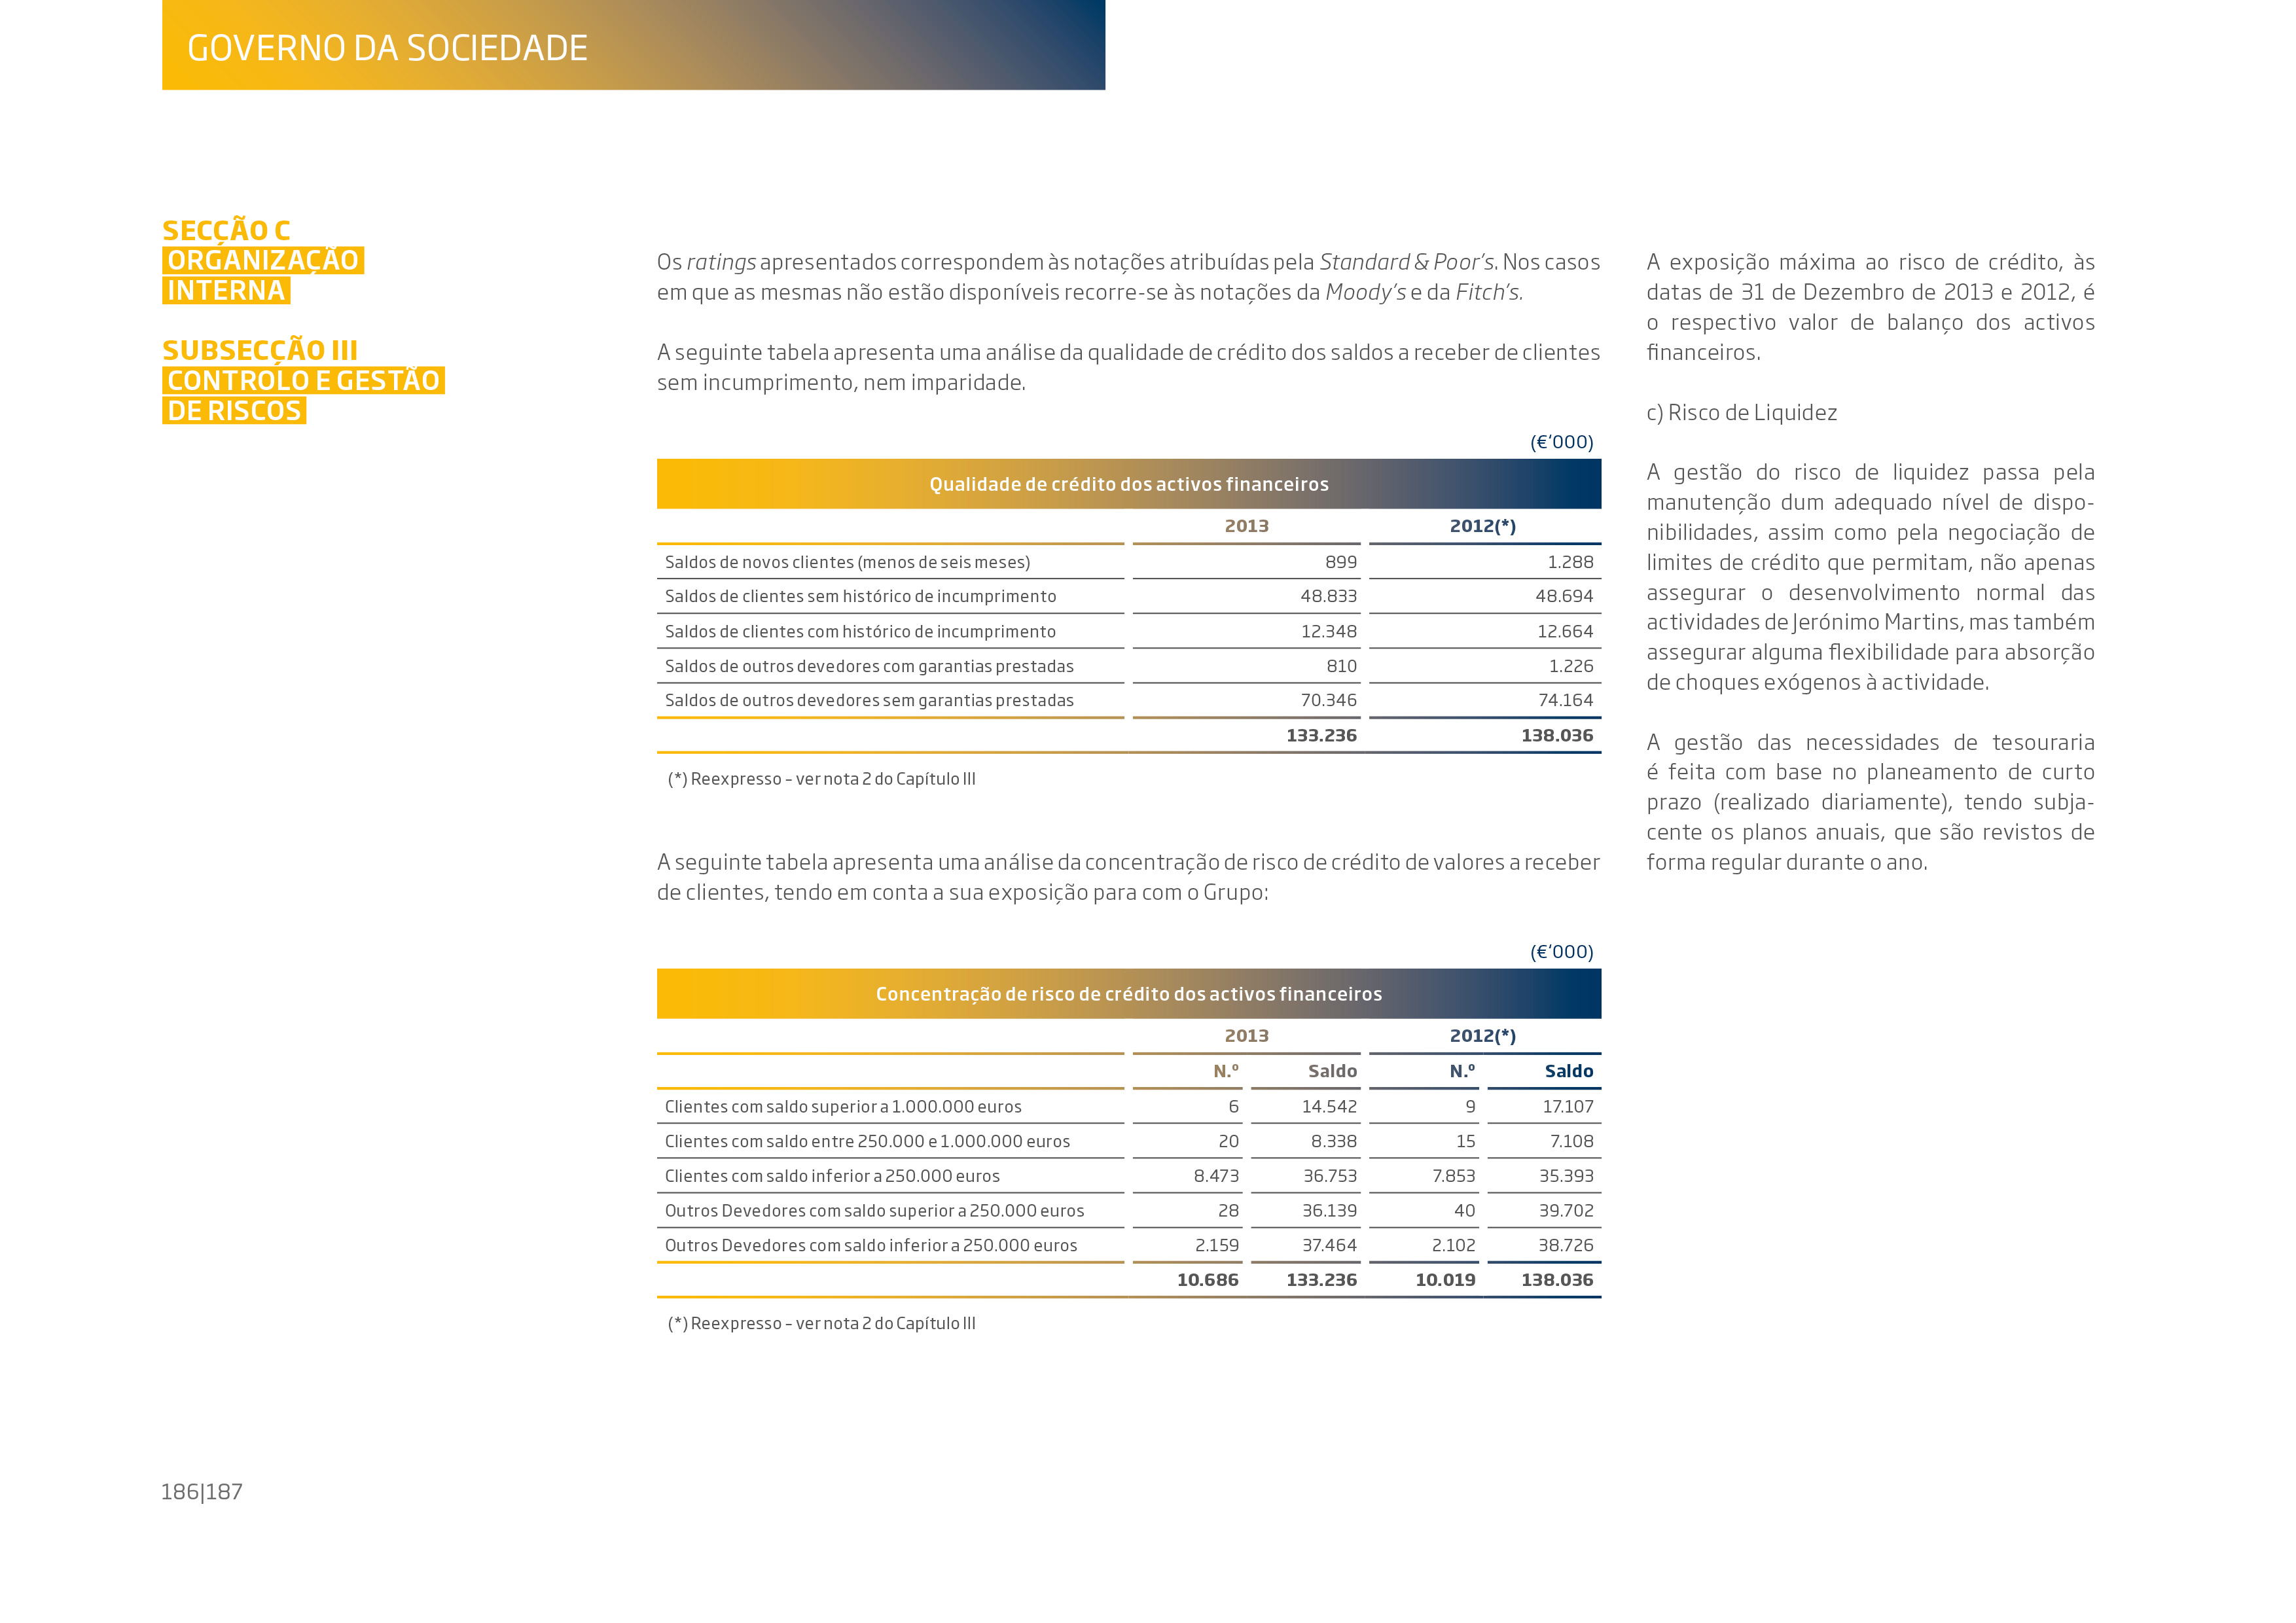 GOVERNO DA SOCIEDADE
SECÇÃO C
ORGANIZAÇÃO
INTERNA
SUBSECÇÃO III
CONTROLO E GESTÃO
DE RISCOS
Os ratings apresentados correspondem às notações atribuídas pela Standard & Poor’s. Nos casos
em que as mesmas não estão disponíveis recorre-se às notações da Moody’s e da Fitch’s.
A seguinte tabela apresenta uma análise da qualidade de crédito dos saldos a receber de clientes
sem incumprimento, nem imparidade.
(€’000)
Qualidade de crédito dos activos financeiros
2013 2012(*)
Saldos de novos clientes (menos de seis meses) 899 1.288
Saldos de clientes sem histórico de incumprimento 48.833 48.694
Saldos de clientes com histórico de incumprimento 12.348 12.664
Saldos de outros devedores com garantias prestadas 810 1.226
Saldos de outros devedores sem garantias prestadas 70.346 74.164
133.236 138.036
(*) Reexpresso – ver nota 2 do Capítulo III
A seguinte tabela apresenta uma análise da concentração de risco de crédito de valores a receber
de clientes, tendo em conta a sua exposição para com o Grupo:
(€’000)
Concentração de risco de crédito dos activos financeiros
2013 2012(*)
N.º Saldo N.º Saldo
Clientes com saldo superior a 1.000.000 euros 6 14.542 9 17.107
Clientes com saldo entre 250.000 e 1.000.000 euros 20 8.338 15 7.108
Clientes com saldo inferior a 250.000 euros 8.473 36.753 7.853 35.393
Outros Devedores com saldo superior a 250.000 euros 28 36.139 40 39.702
Outros Devedores com saldo inferior a 250.000 euros 2.159 37.464 2.102 38.726
10.686 133.236 10.019 138.036
(*) Reexpresso – ver nota 2 do Capítulo III
A exposição máxima ao risco de crédito, às
datas de 31 de Dezembro de 2013 e 2012, é
o respectivo valor de balanço dos activos
financeiros.
c) Risco de Liquidez
A gestão do risco de liquidez passa pela
manutenção dum adequado nível de dispo-
nibilidades, assim como pela negociação de
limites de crédito que permitam, não apenas
assegurar o desenvolvimento normal das
actividades de Jerónimo Martins, mas também
assegurar alguma flexibilidade para absorção
de choques exógenos à actividade.
A gestão das necessidades de tesouraria
é feita com base no planeamento de curto
prazo (realizado diariamente), tendo subja-
cente os planos anuais, que são revistos de
forma regular durante o ano.
186|187